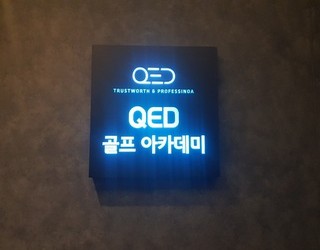 QED
TRUSTWORTH & PROFESSINOA
QED
골프 아카데미